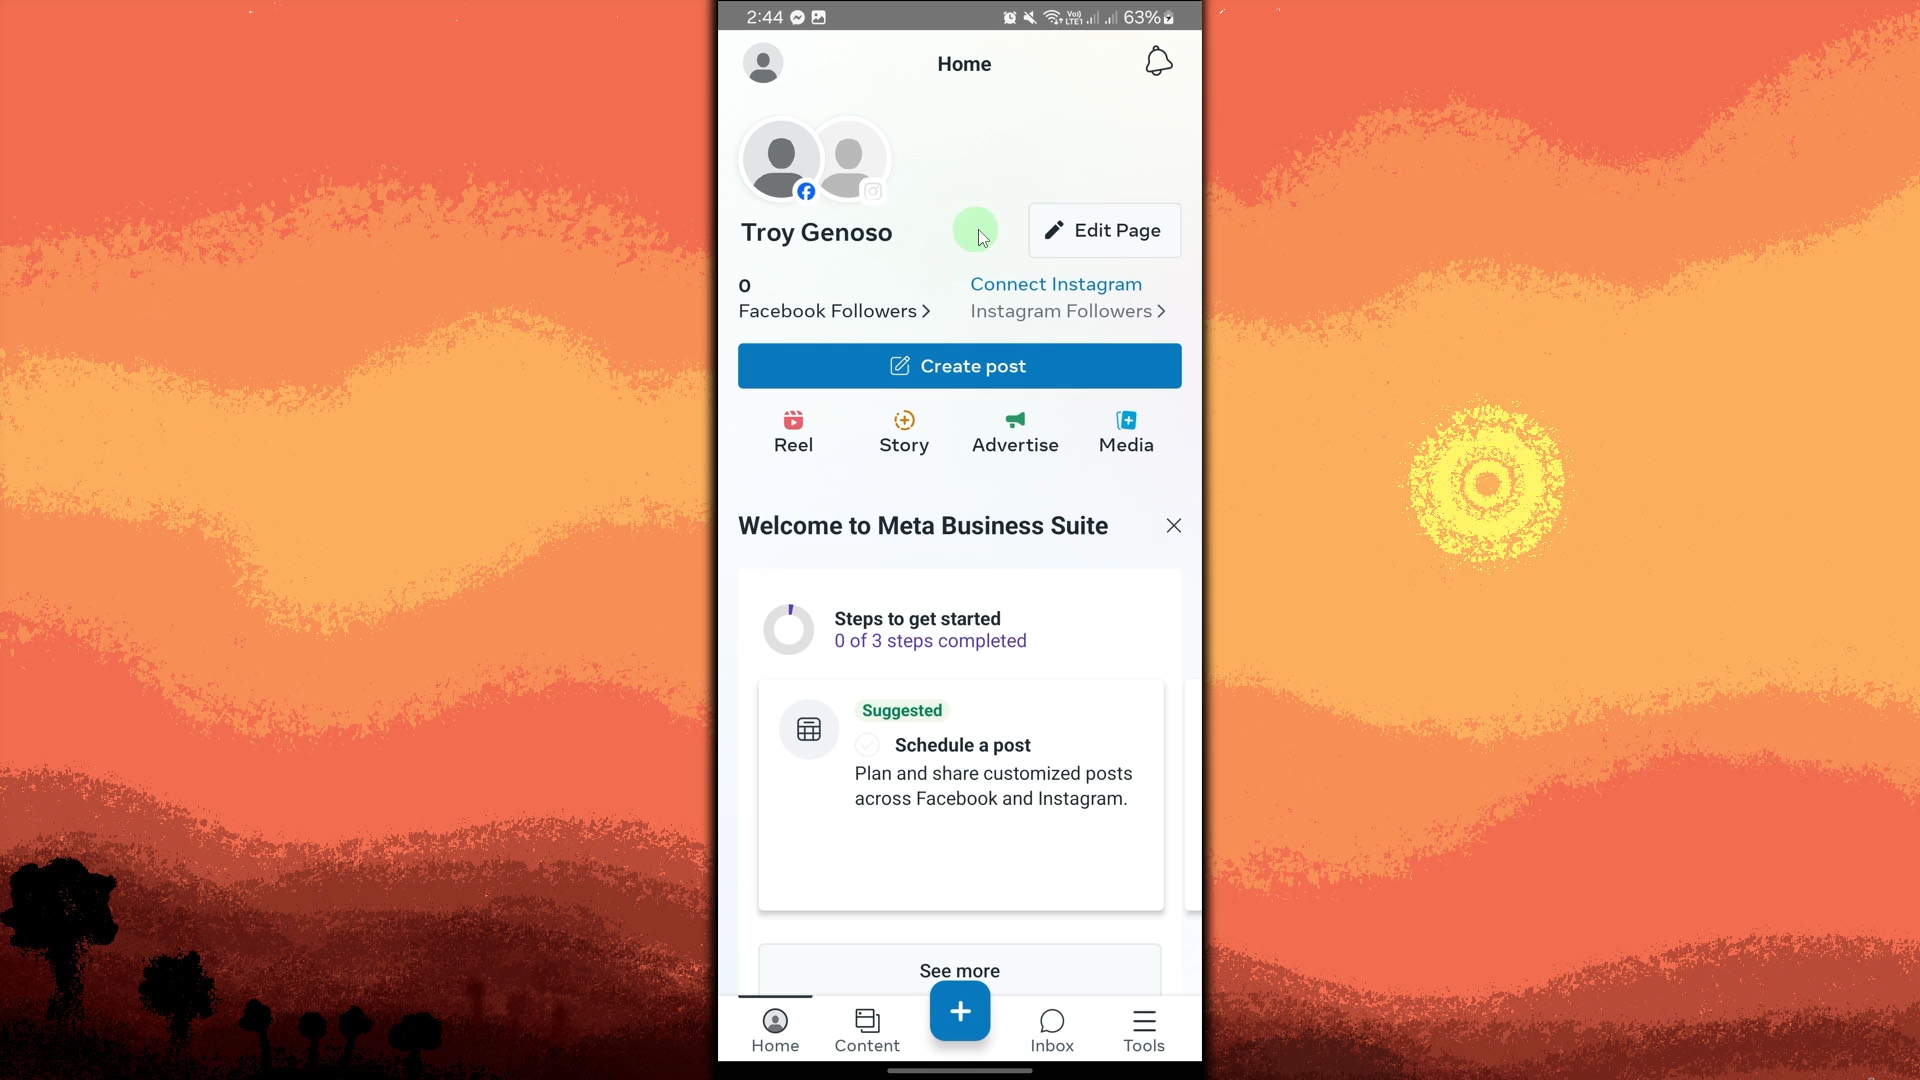 2:44
Vo)) LTE1
63%
Home
Troy Genoso
Edit Page
0
Facebook Followers
Connect Instagram
Instagram Followers
Create post
Reel
Story
Advertise
Media
Welcome to Meta Business Suite
Steps to get started
0 of 3 steps completed
Suggested
Schedule a post
Plan and share customized posts
across Facebook and Instagram.
See more
Home
Content
Inbox
Tools